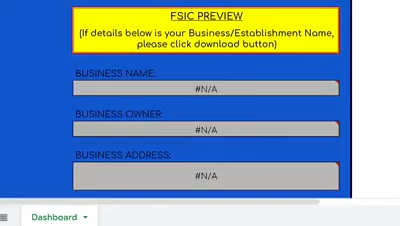 FSIC PREVIEW
(If details below is your Business/Establishment Name,
please click download button)
BUSINESS NAME:
#N/A
BUSINESS OWNER:
#N/A
BUSINESS ADDRESS:
#N/A
Dashboard